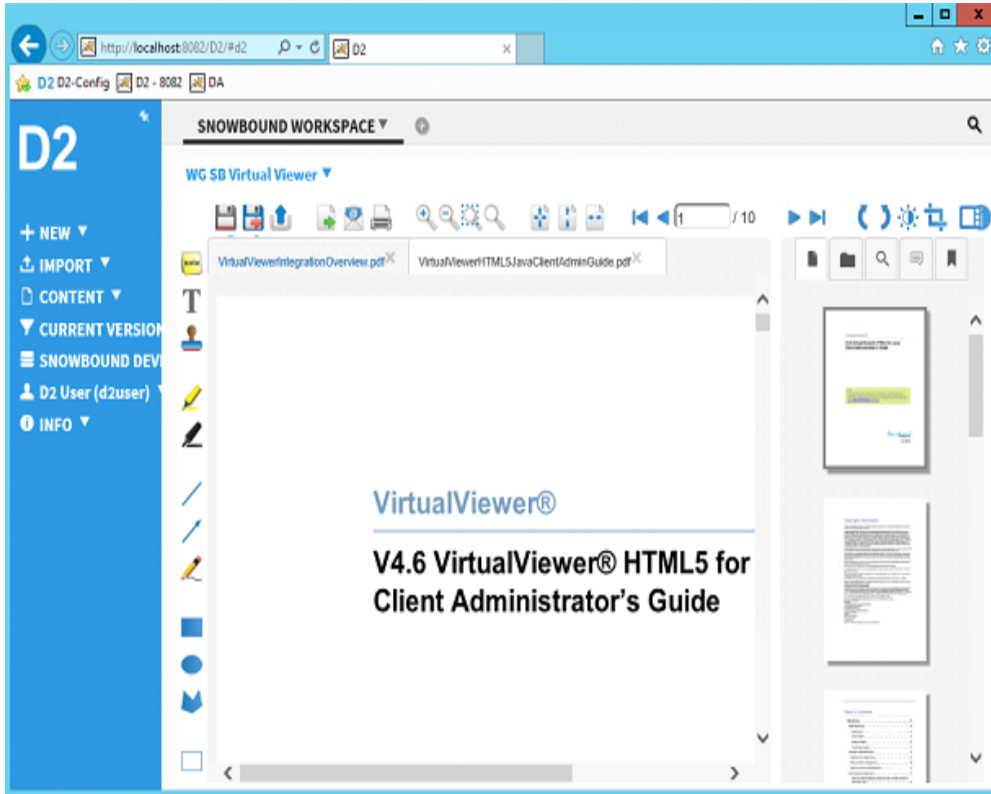 http://localhost:8082/D2/#d2
D2
D2 D2-Config D2 - 8082 DA
D2
SNOWBOUND WORKSPACE
WG SB Virtual Viewer
1 / 10
+ NEW
IMPORT
CONTENT
CURRENT VERSION
SNOWBOUND DEV
D2 User (d2user)
INFO
VirtualViewerIntegrationOverview.pdf
VirtualViewerHTML5JavaClientAdminGuide.pdf
T
VirtualViewer®
V4.6 VirtualViewer® HTML5 for
Client Administrator's Guide